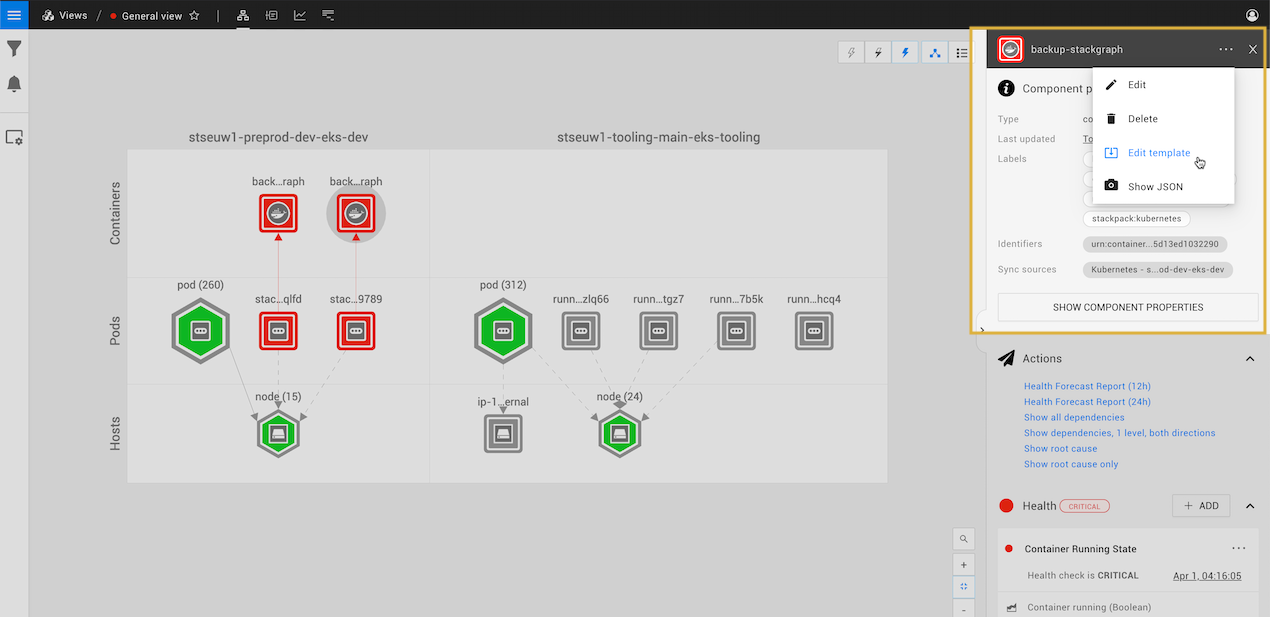 Views / General view
backup-stackgraph
Edit
Delete
Edit template
Show JSON
Component p
Type
co
Last updated
To
Labels
stackpack:kubernetes
Identifiers
urn:container...5d13ed1032290
Sync sources
Kubernetes - s...od-dev-eks-dev
SHOW COMPONENT PROPERTIES
stseuw1-preprod-dev-eks-dev
stseuw1-tooling-main-eks-tooling
Containers
back...raph
back...raph
Pods
pod (260)
stac...qlfd
stac...9789
pod (312)
runn...zlq66
runn...tgz7
runn...7b5k
runn...hcq4
Hosts
node (15)
ip-1...ernal
node (24)
Actions
Health Forecast Report (12h)
Health Forecast Report (24h)
Show all dependencies
Show dependencies, 1 level, both directions
Show root cause
Show root cause only
Health
CRITICAL
+ ADD
Container Running State
Health check is CRITICAL
Apr 1, 04:16:05
Container running (Boolean)
+
-